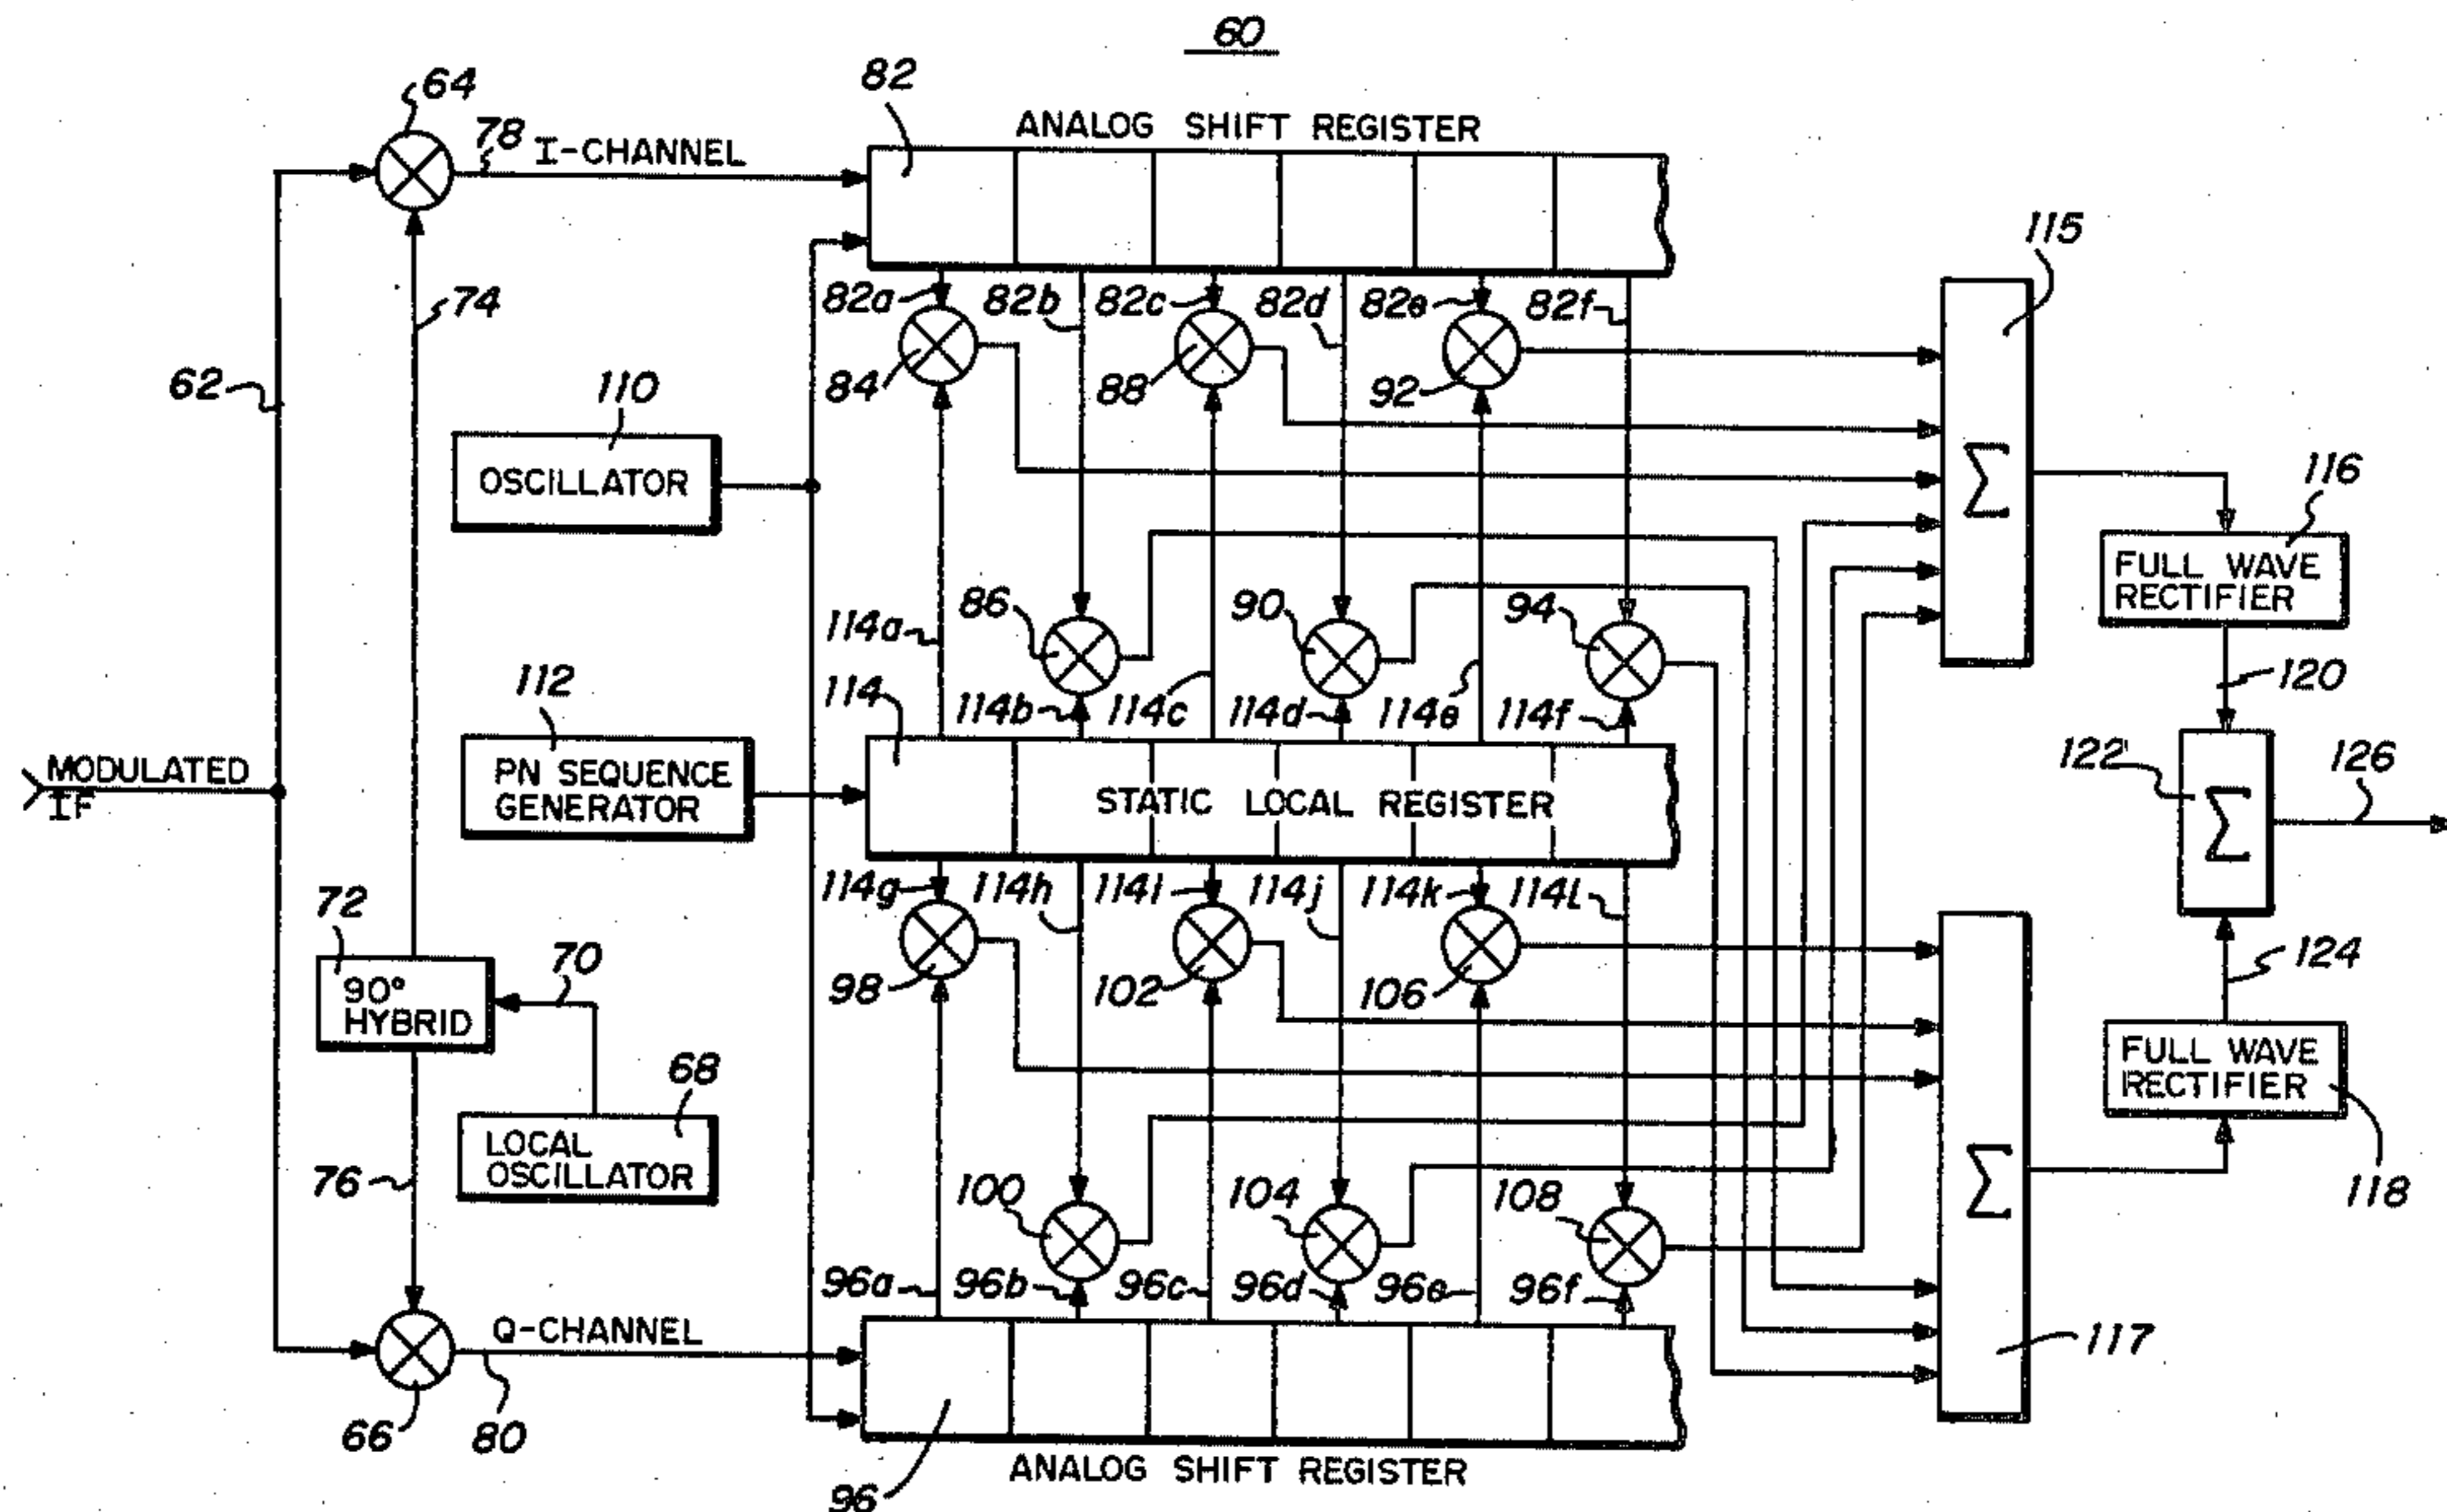 60
64
78 I-CHANNEL
82
ANALOG SHIFT REGISTER
115
74
82a
82b
82c
82d
82e
82f
84
88
92
62
110
OSCILLATOR
Σ
116
FULL WAVE
RECTIFIER
114a
86
90
94
120
112
114
114b
114c
114d
114e
114f
MODULATED
IF
PN SEQUENCE
GENERATOR
STATIC LOCAL REGISTER
122
Σ
126
72
90°
HYBRID
70
114g
114h
114i
114j
114k
114l
98
102
106
124
68
LOCAL
OSCILLATOR
FULL WAVE
RECTIFIER
118
76
100
104
108
Σ
96a
96b
96c
96d
96e
96f
Q-CHANNEL
66
80
117
96
ANALOG SHIFT REGISTER